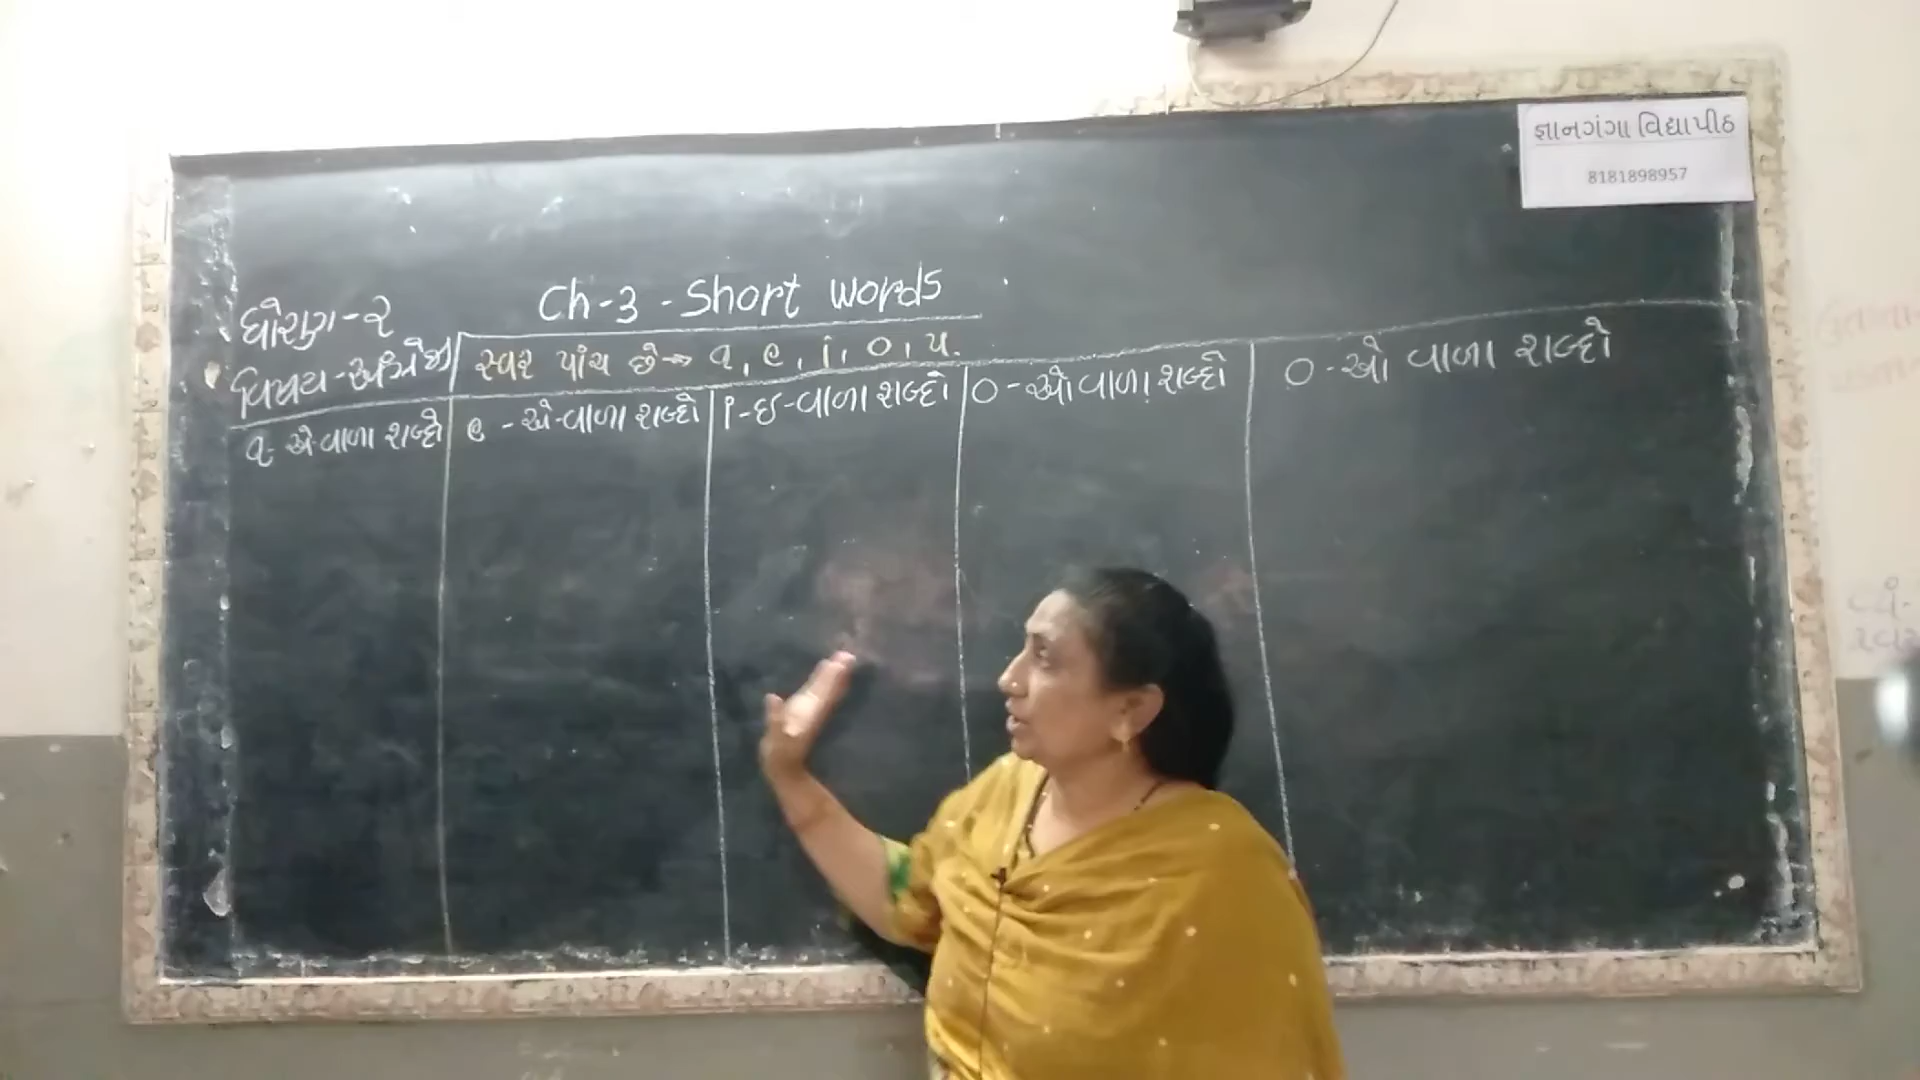 જ્ઞાનગંગા વિદ્યાપીઠ
8181898957
Ch-3 - Short words
ધોરણ-૨
વિષય-અંગ્રેજી
સ્વર પાંચ છે→ a, e, i, o, u.
a- એ વાળા શબ્દો
e - એ-વાળા શબ્દો
i-ઇ-વાળા શબ્દો
o-ઓ વાળા શબ્દો
o-ઓ વાળા શબ્દો